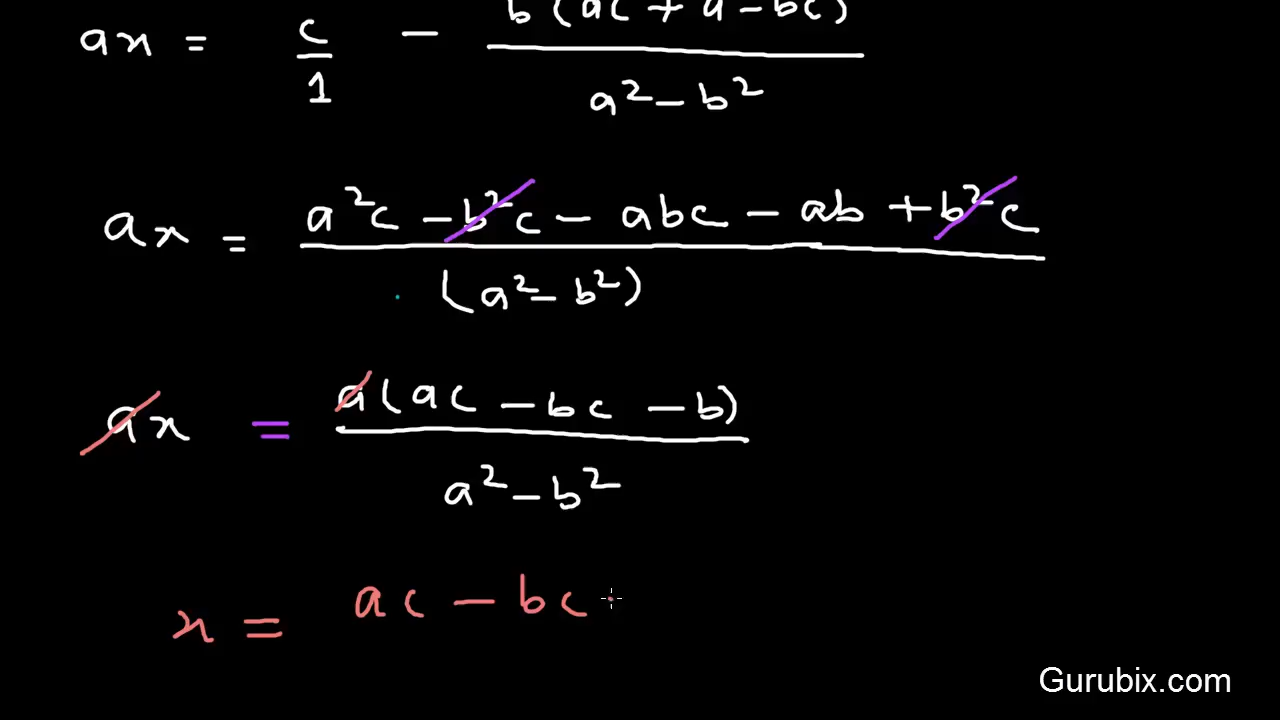 ax = c/1 - b(ac + a - bc)/a² - b²
ax = a²c - b²c - abc - ab + b²c/(a² - b²)
ax = a(ac - bc - b)/a² - b²
x = ac - bc
Gurubix.com